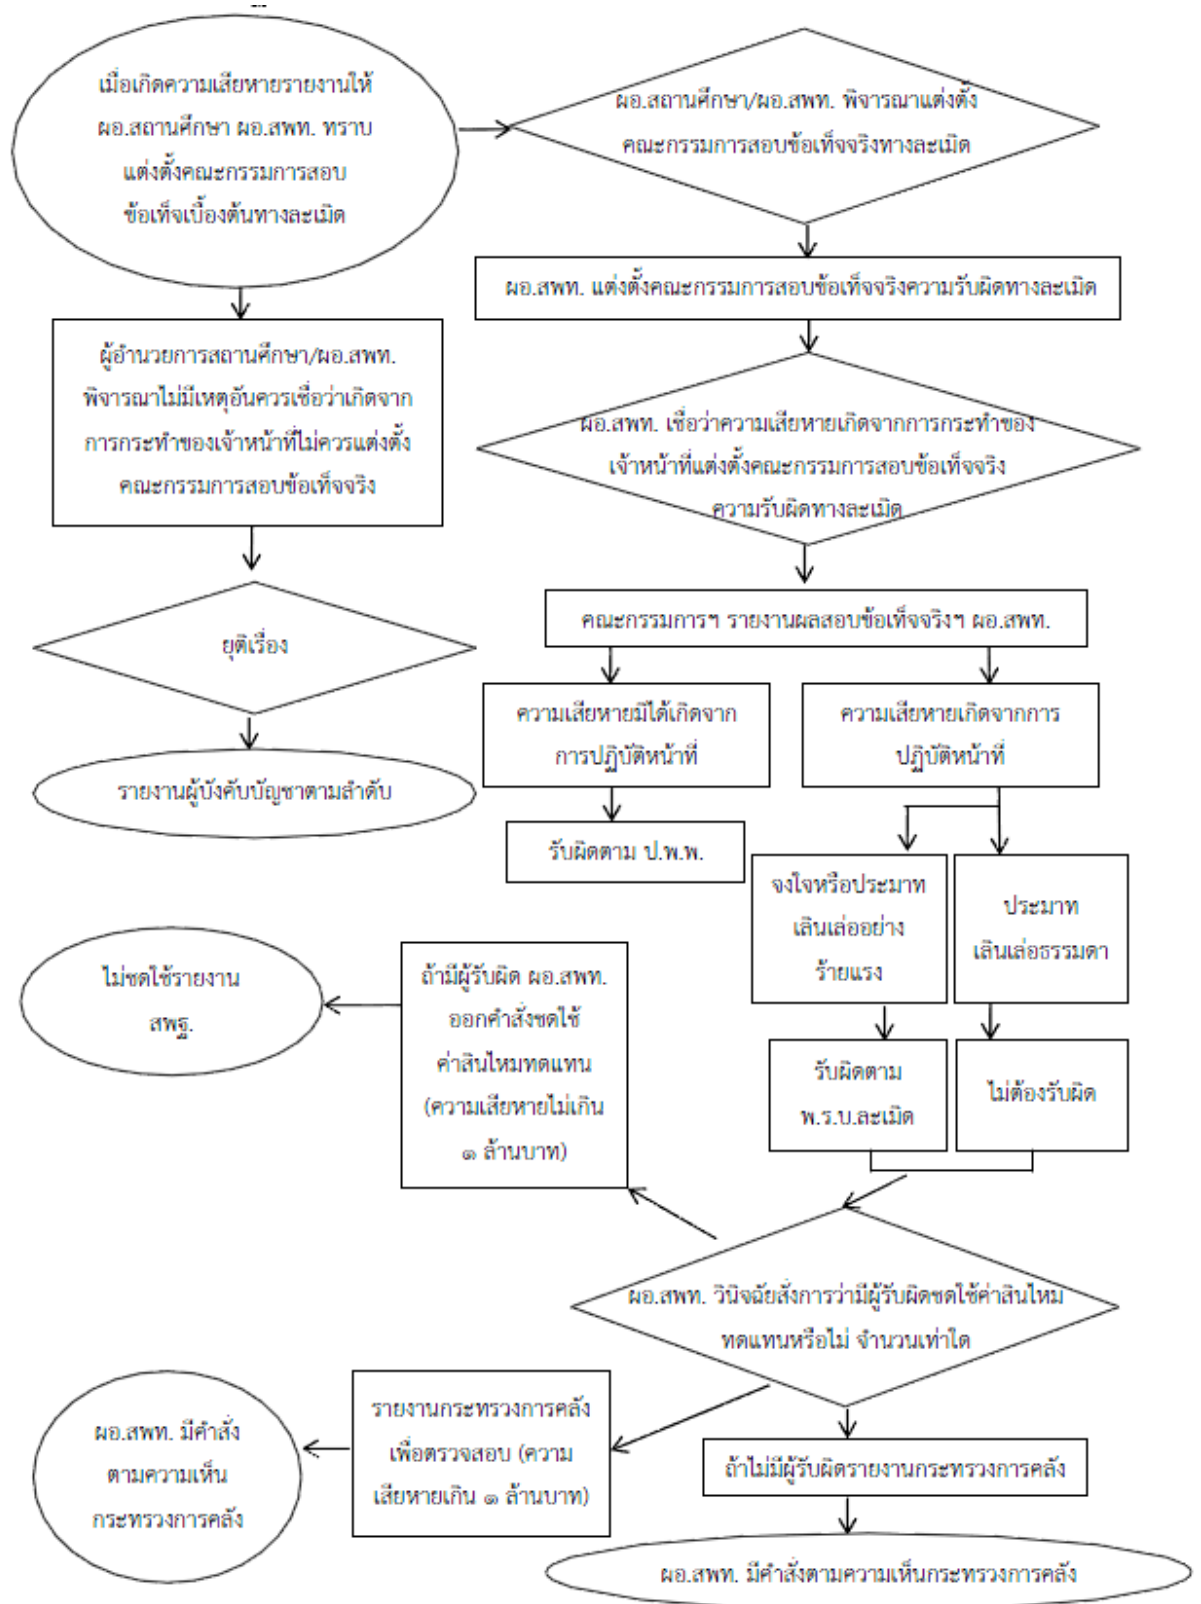 เมื่อเกิดความเสียหายรายงานให้
ผอ.สถานศึกษา ผอ.สพท. ทราบ
แต่งตั้งคณะกรรมการสอบ
ข้อเท็จเบื้องต้นทางละเมิด
ผอ.สถานศึกษา/ผอ.สพท. พิจารณาแต่งตั้ง
คณะกรรมการสอบข้อเท็จจริงทางละเมิด
ผอ.สพท. แต่งตั้งคณะกรรมการสอบข้อเท็จจริงความรับผิดทางละเมิด
ผู้อำนวยการสถานศึกษา/ผอ.สพท.
พิจารณาไม่มีเหตุอันควรเชื่อว่าเกิดจาก
การกระทำของเจ้าหน้าที่ไม่ควรแต่งตั้ง
คณะกรรมการสอบข้อเท็จจริง
ผอ.สพท. เชื่อว่าความเสียหายเกิดจากการกระทำของ
เจ้าหน้าที่แต่งตั้งคณะกรรมการสอบข้อเท็จจริง
ความรับผิดทางละเมิด
ยุติเรื่อง
รายงานผู้บังคับบัญชาตามลำดับ
คณะกรรมการฯ รายงานผลสอบข้อเท็จจริงฯ ผอ.สพท.
ความเสียหายมิได้เกิดจาก
การปฏิบัติหน้าที่
ความเสียหายเกิดจากการ
ปฏิบัติหน้าที่
รับผิดตาม ป.พ.พ.
จงใจหรือประมาท
เลินเล่ออย่าง
ร้ายแรง
ประมาท
เลินเล่อธรรมดา
รับผิดตาม
พ.ร.บ.ละเมิด
ไม่ต้องรับผิด
ถ้ามีผู้รับผิด ผอ.สพท.
ออกคำสั่งชดใช้
ค่าสินไหมทดแทน
(ความเสียหายไม่เกิน
๑ ล้านบาท)
ไม่ชดใช้รายงาน
สพฐ.
ผอ.สพท. วินิจฉัยสั่งการว่ามีผู้รับผิดชดใช้ค่าสินไหม
ทดแทนหรือไม่ จำนวนเท่าใด
รายงานกระทรวงการคลัง
เพื่อตรวจสอบ (ความ
เสียหายเกิน ๑ ล้านบาท)
ผอ.สพท. มีคำสั่ง
ตามความเห็น
กระทรวงการคลัง
ถ้าไม่มีผู้รับผิดรายงานกระทรวงการคลัง
ผอ.สพท. มีคำสั่งตามความเห็นกระทรวงการคลัง